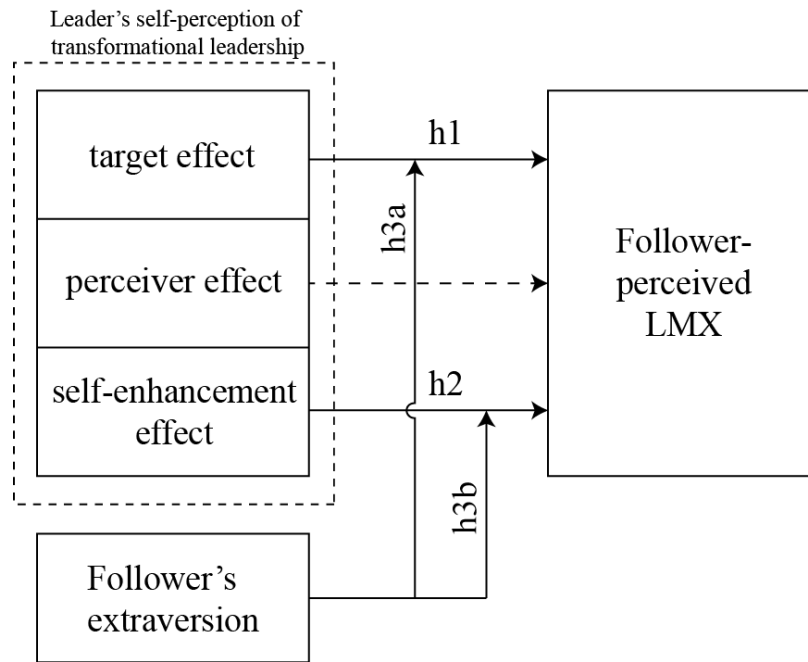 Leader’s self-perception of
transformational leadership
target effect
h1
h3a
perceiver effect
Follower-
perceived
LMX
self-enhancement
effect
h2
h3b
Follower’s
extraversion